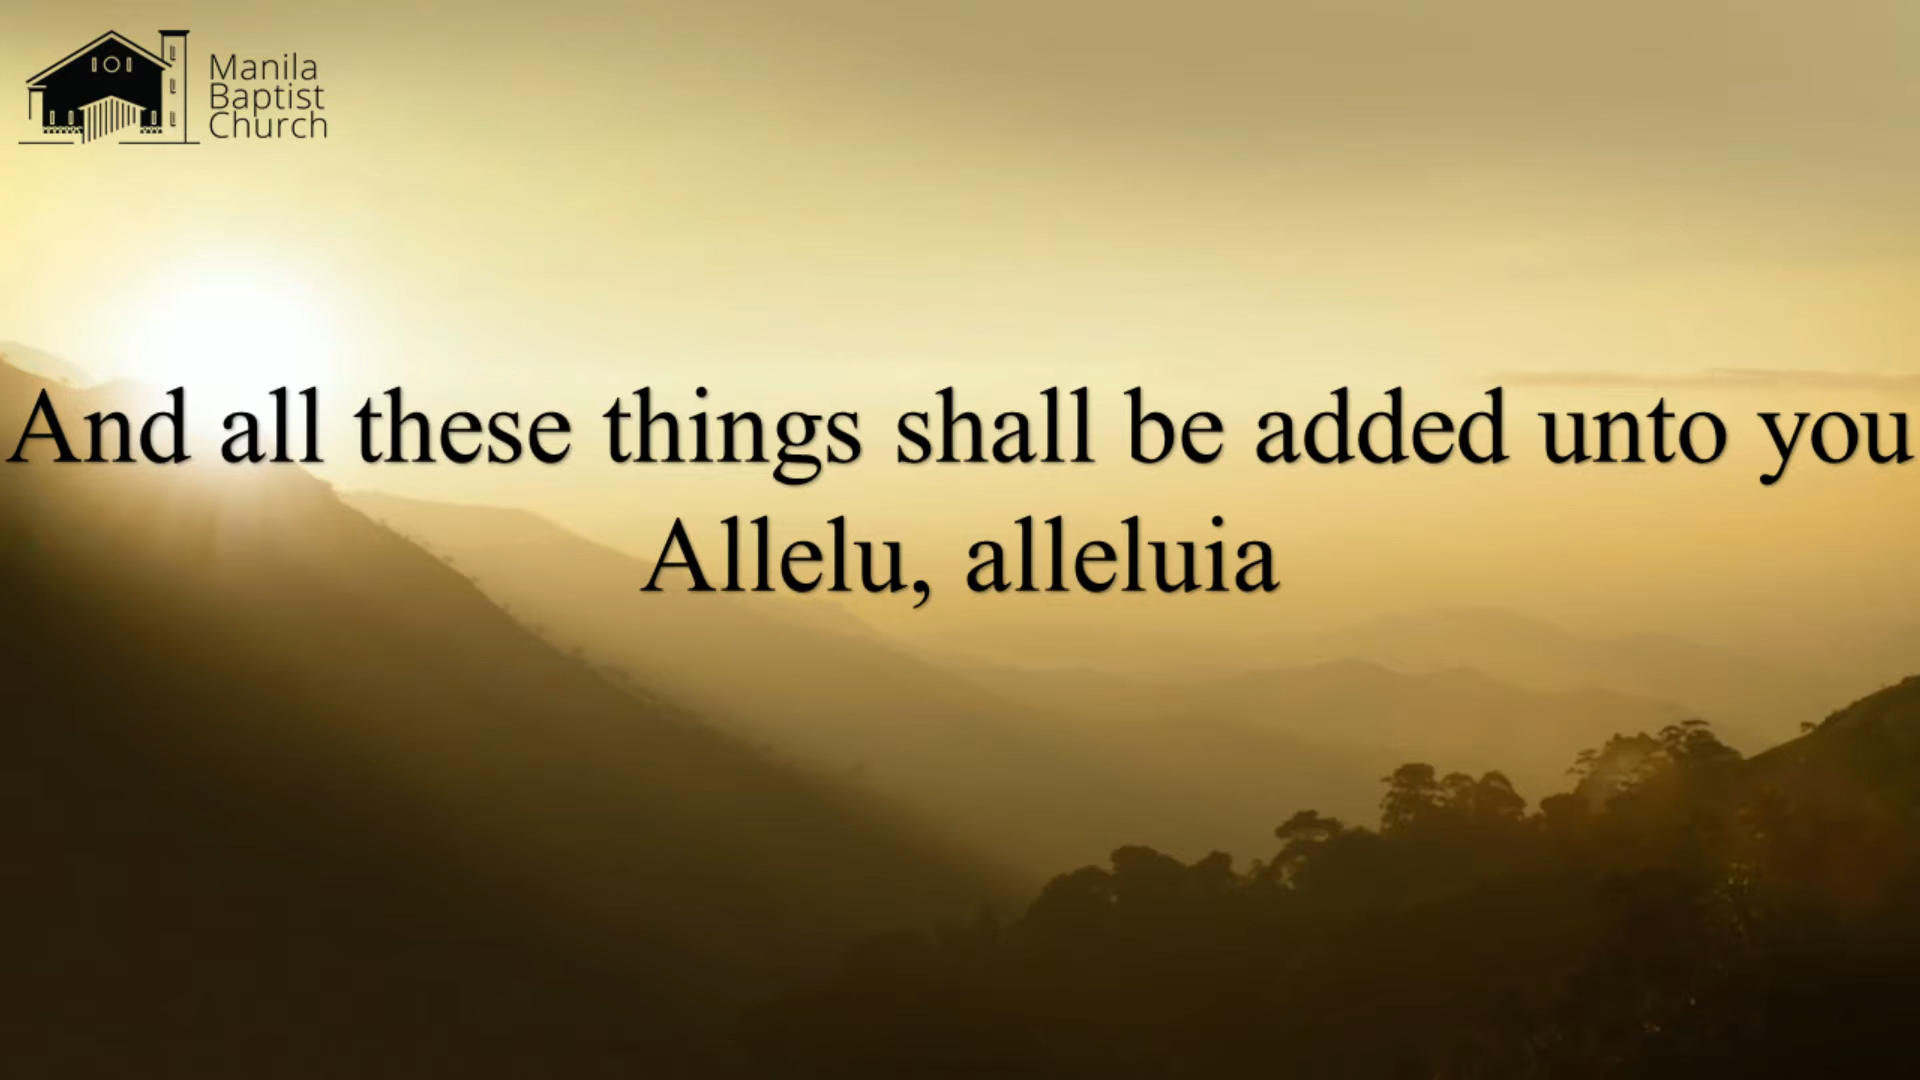 Manila
Baptist
Church
And all these things shall be added unto you
Allelu, alleluia